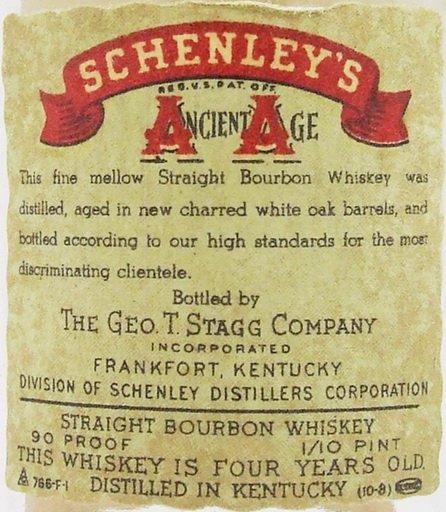 SCHENLEY'S
REG. U.S. PAT. OFF.
ANCIENT AGE
This fine mellow Straight Bourbon Whiskey was
distilled, aged in new charred white oak barrels, and
bottled according to our high standards for the most
discriminating clientele.
Bottled by
THE GEO. T. STAGG COMPANY
INCORPORATED
FRANKFORT, KENTUCKY
DIVISION OF SCHENLEY DISTILLERS CORPORATION
STRAIGHT BOURBON WHISKEY
90 PROOF 1/10 PINT
THIS WHISKEY IS FOUR YEARS OLD.
766-F-1 DISTILLED IN KENTUCKY (10-8)